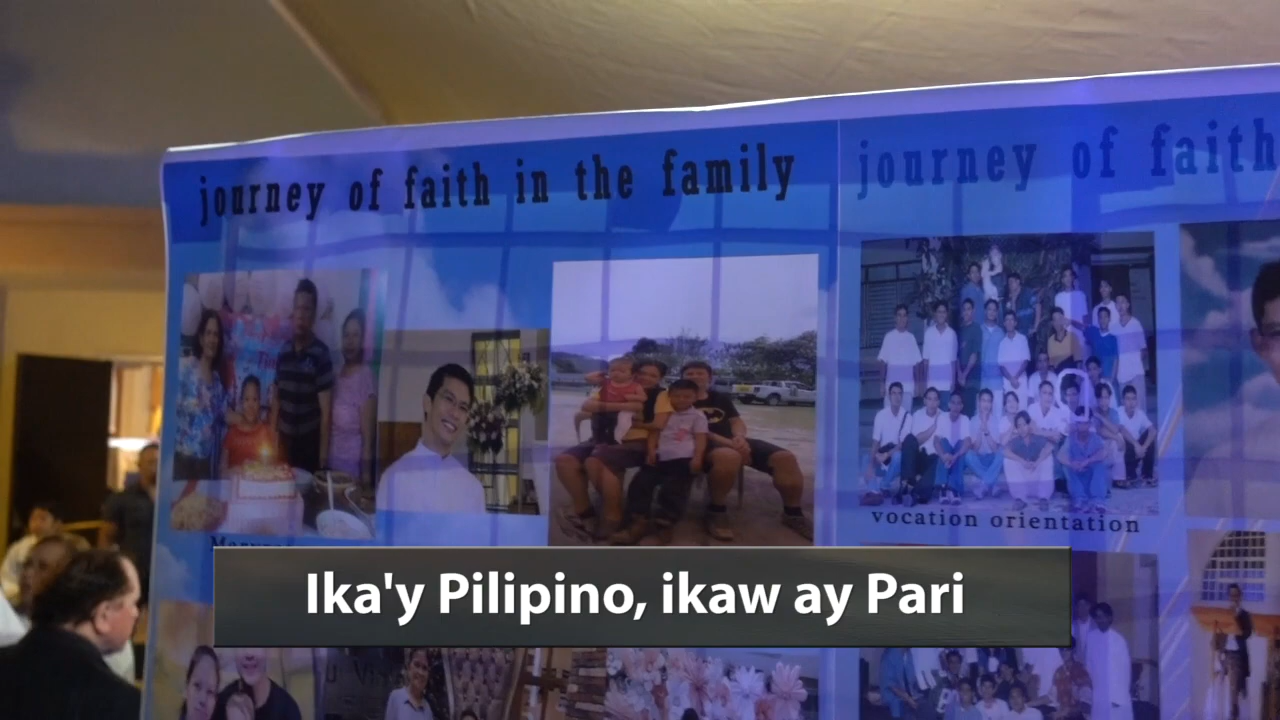 journey of faith in the family
journey of faith
vocation orientation
Ika'y Pilipino, ikaw ay Pari